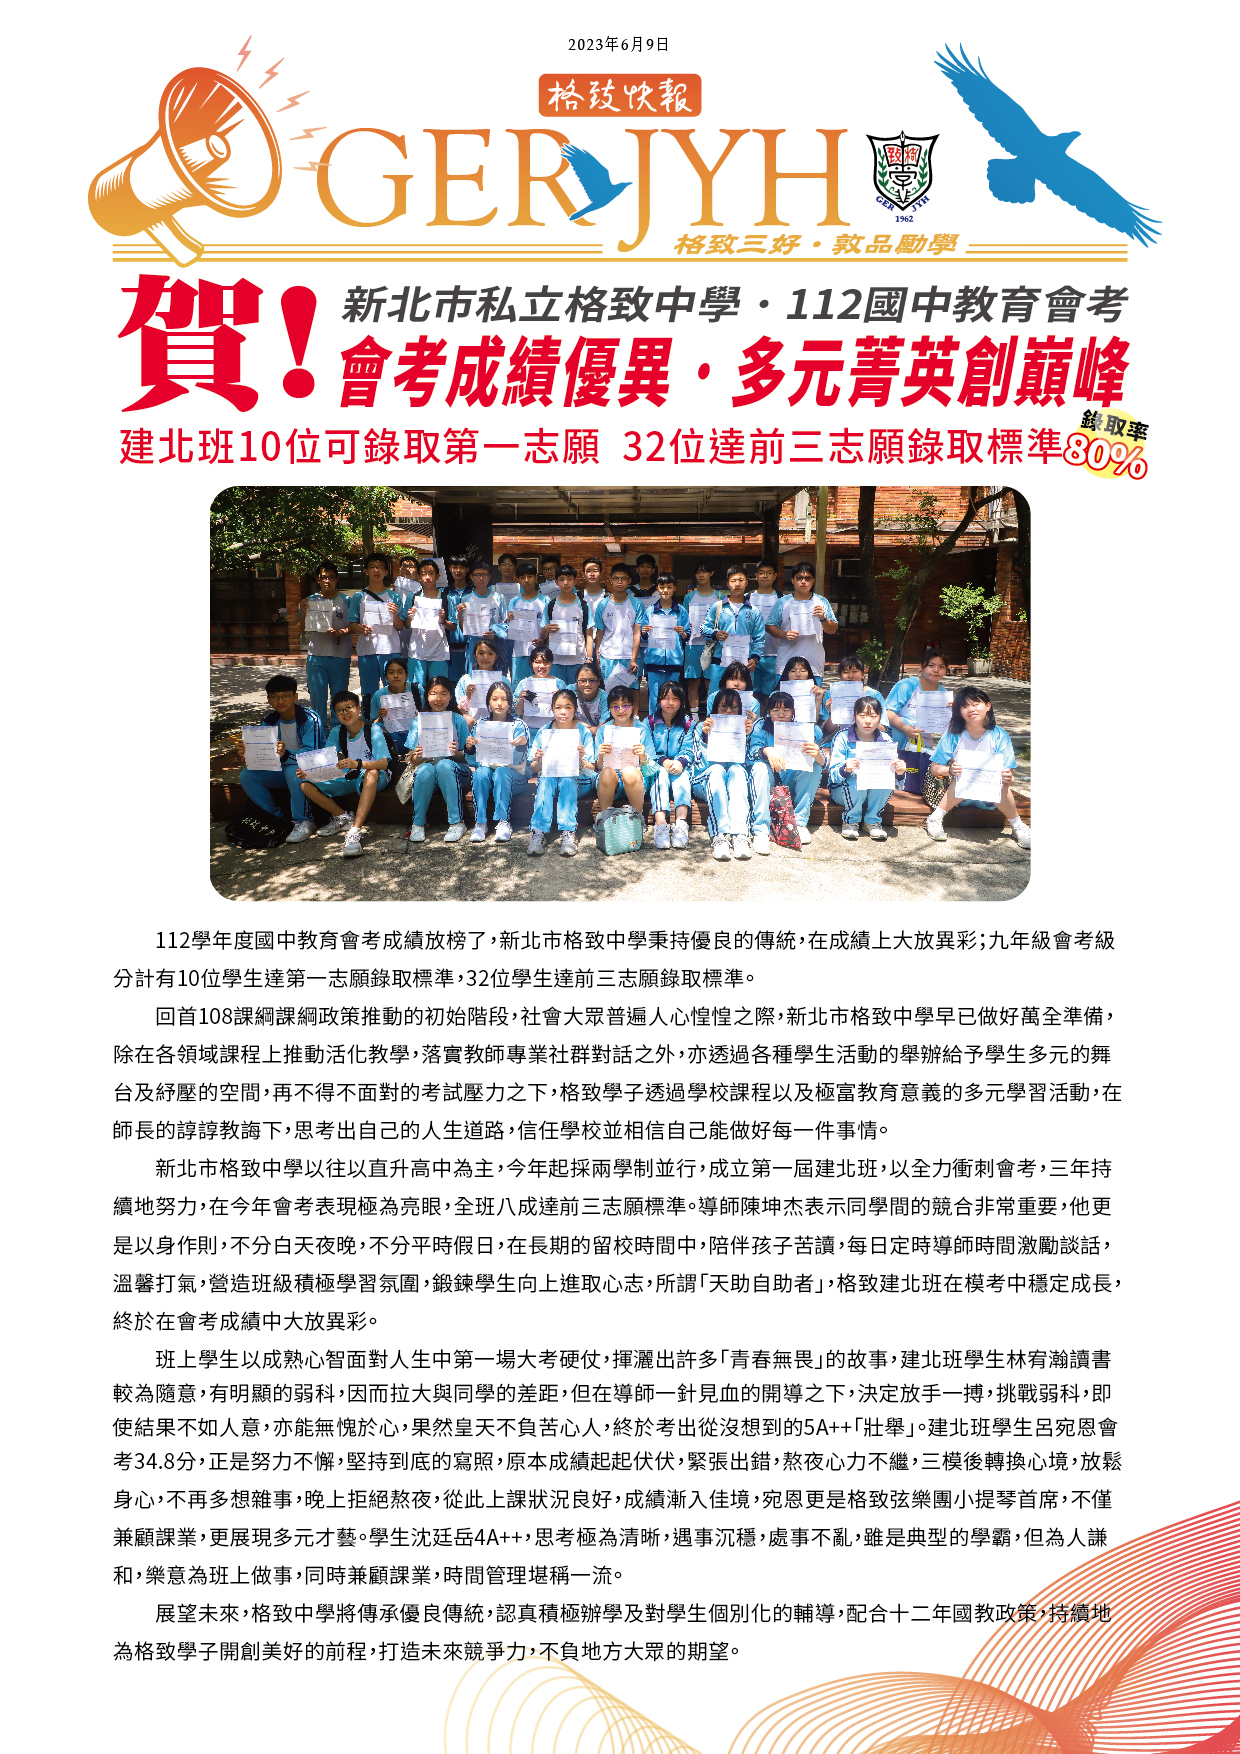 2023年6月9日
格致快報
GER JYH
致格
學
GER JYH
1962
格致三好・敦品勵學
賀!
新北市私立格致中學・112國中教育會考
會考成績優異・多元菁英創巔峰
建北班10位可錄取第一志願 32位達前三志願錄取標準
錄取率
80%
112學年度國中教育會考成績放榜了，新北市格致中學秉持優良的傳統，在成績上大放異彩；九年級會考級
分計有10位學生達第一志願錄取標準，32位學生達前三志願錄取標準。
回首108課綱課綱政策推動的初始階段，社會大眾普遍人心惶惶之際，新北市格致中學早已做好萬全準備，
除在各領域課程上推動活化教學，落實教師專業社群對話之外，亦透過各種學生活動的舉辦給予學生多元的舞
台及紓壓的空間，再不得不面對的考試壓力之下，格致學子透過學校課程以及極富教育意義的多元學習活動，在
師長的諄諄教誨下，思考出自己的人生道路，信任學校並相信自己能做好每一件事情。
新北市格致中學以往以直升高中為主，今年起採兩學制並行，成立第一屆建北班，以全力衝刺會考，三年持
續地努力，在今年會考表現極為亮眼，全班八成達前三志願標準。導師陳坤杰表示同學間的競合非常重要，他更
是以身作則，不分白天夜晚，不分平時假日，在長期的留校時間中，陪伴孩子苦讀，每日定時導師時間激勵談話，
溫馨打氣，營造班級積極學習氛圍，鍛鍊學生向上進取心志，所謂「天助自助者」，格致建北班在模考中穩定成長，
終於在會考成績中大放異彩。
班上學生以成熟心智面對人生中第一場大考硬仗，揮灑出許多「青春無畏」的故事，建北班學生林宥瀚讀書
較為隨意，有明顯的弱科，因而拉大與同學的差距，但在導師一針見血的開導之下，決定放手一搏，挑戰弱科，即
使結果不如人意，亦能無愧於心，果然皇天不負苦心人，終於考出從沒想到的5A++「壯舉」。建北班學生呂宛恩會
考34.8分，正是努力不懈，堅持到底的寫照，原本成績起起伏伏，緊張出錯，熬夜心力不繼，三模後轉換心境，放鬆
身心，不再多想雜事，晚上拒絕熬夜，從此上課狀況良好，成績漸入佳境，宛恩更是格致弦樂團小提琴首席，不僅
兼顧課業，更展現多元才藝。學生沈廷岳4A++，思考極為清晰，遇事沉穩，處事不亂，雖是典型的學霸，但為人謙
和，樂意為班上做事，同時兼顧課業，時間管理堪稱一流。
展望未來，格致中學將傳承優良傳統，認真積極辦學及對學生個別化的輔導，配合十二年國教政策，持續地
為格致學子開創美好的前程，打造未來競爭力，不負地方大眾的期望。